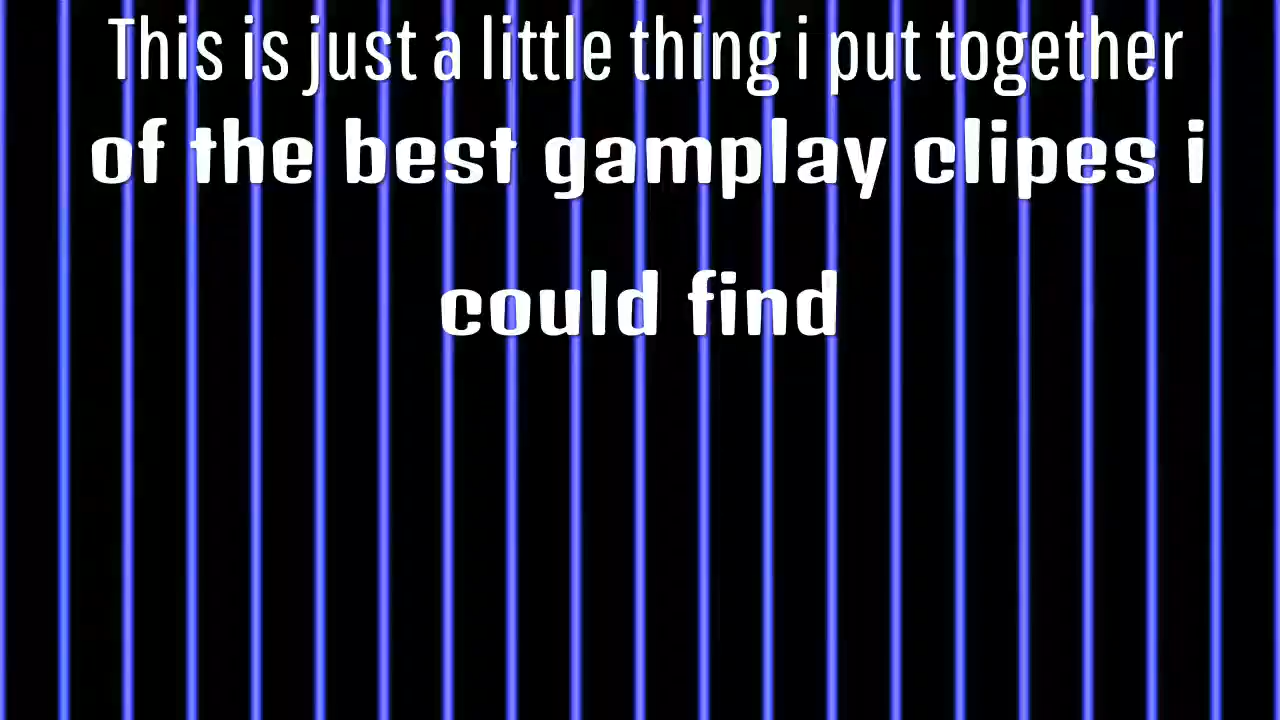 This is just a little thing i put together
of the best gamplay clipes i
could find